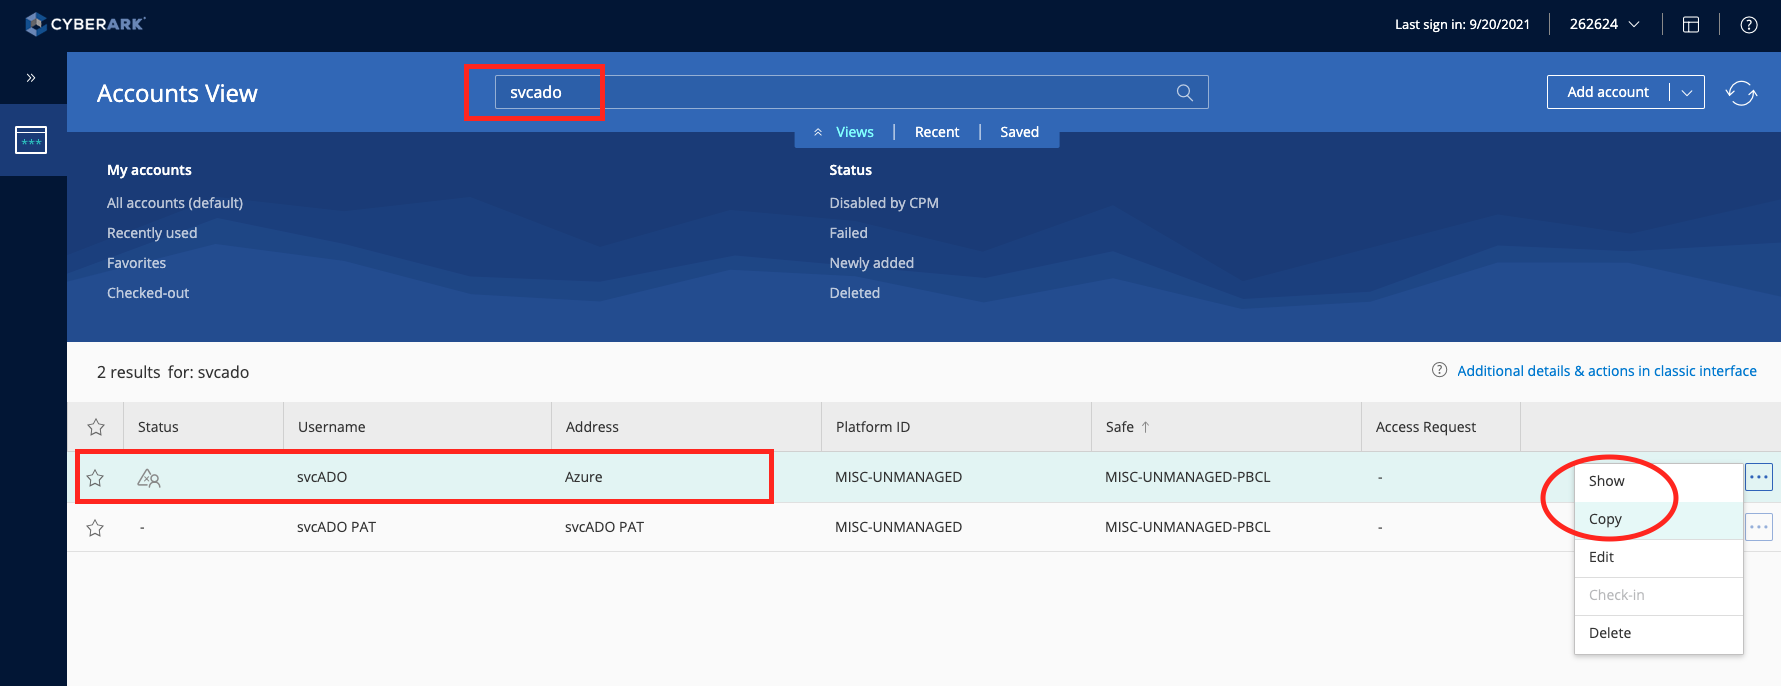 CYBERARK
Last sign in: 9/20/2021
262624
Accounts View
svcado
Add account
Views
Recent
Saved
My accounts
All accounts (default)
Recently used
Favorites
Checked-out
Status
Disabled by CPM
Failed
Newly added
Deleted
2 results for: svcado
Additional details & actions in classic interface
Status Username Address Platform ID Safe ↑ Access Request
svcADO Azure MISC-UNMANAGED MISC-UNMANAGED-PBCL -
- svcADO PAT svcADO PAT MISC-UNMANAGED MISC-UNMANAGED-PBCL -
Show
Copy
Edit
Check-in
Delete